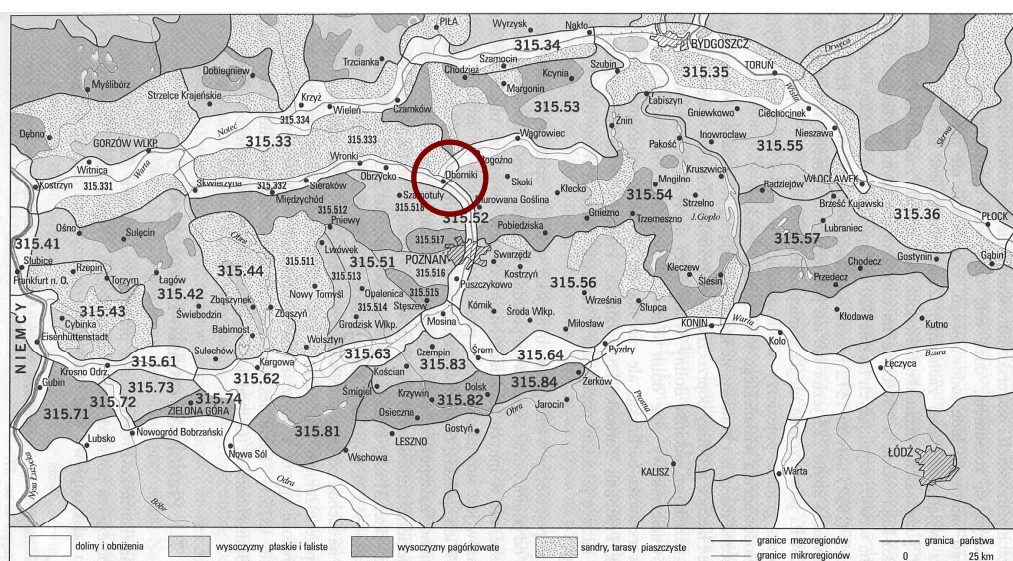 PIŁA
Wyrzysk
Nakło
315.34
BYDGOSZCZ
Drwęca
Trzcianka
Szamocin
Chodzież
Kcynia
Szubin
315.35
TORUŃ
Dobiegniew
Myślibórz
Margonin
Strzelce Krajeńskie
Krzyż
Wieleń
Czarnków
315.53
Łabiszyn
Gniewkowo
Ciechocinek
Wisła
315.334
Noteć
Żnin
Nieszawa
Dębno
315.33
315.333
Wągrowiec
Inowrocław
315.55
Skrwa
GORZÓW WLKP.
Warta
Pakość
Wronki
Rogoźno
Witnica
Obrzycko
Oborniki
Skoki
Kruszwica
Kostrzyn
315.331
Skwierzyna
315.332
Sieraków
Kłecko
315.54
Mogilno
Radziejów
WŁOCŁAWEK
Międzychód
Szamotuły
Murowana Goślina
Strzelno
Brześć Kujawski
315.512
315.518
315.52
Gniezno
Trzemeszno
J.Gopło
315.36
PŁOCK
Pniewy
Pobiedziska
Lubraniec
Ośno
Sulęcin
Obra
315.41
Lwówek
315.517
315.57
Słubice
315.511
315.51
POZNAŃ
Swarzędz
Gostynin
Gąbin
Frankfurt n. O.
Rzepin
Torzym
Łagów
315.44
315.513
315.516
Kostrzyń
Kleczew
Ślesin
Chodecz
Przedecz
315.42
Zbąszynek
Nowy Tomyśl
Opalenica
315.515
Puszczykowo
315.56
315.43
Świebodzin
Zbąszyń
315.514
Stęszew
Kórnik
Września
Słupca
Kłodawa
Cybinka
Babimost
Grodzisk Wlkp.
Mosina
Środa Wlkp.
Miłosław
KONIN
Warta
Kutno
NIEMCY
Eisenhüttenstadt
Wolsztyn
Koło
Sulechów
315.63
Czempiń
Śrem
315.64
Pyzdry
Bzura
315.61
Kargowa
Kościan
315.83
Łęczyca
Krosno Odrz.
315.62
Gubin
315.73
Śmigiel
Krzywiń
Dolsk
315.84
Żerków
315.72
315.74
315.82
Prosna
315.71
ZIELONA GÓRA
Osieczna
Obra
Jarocin
315.81
Gostyń
Lubsko
Nowogród Bobrzański
LESZNO
Nowa Sól
Wschowa
ŁÓDŹ
Nysa Łużycka
Bóbr
Odra
KALISZ
Warta
doliny i obniżenia
wysoczyzny płaskie i faliste
wysoczyzny pagórkowate
sandry, tarasy piaszczyste
granice mezoregionów
granice mikroregionów
granica państwa
0 25 km